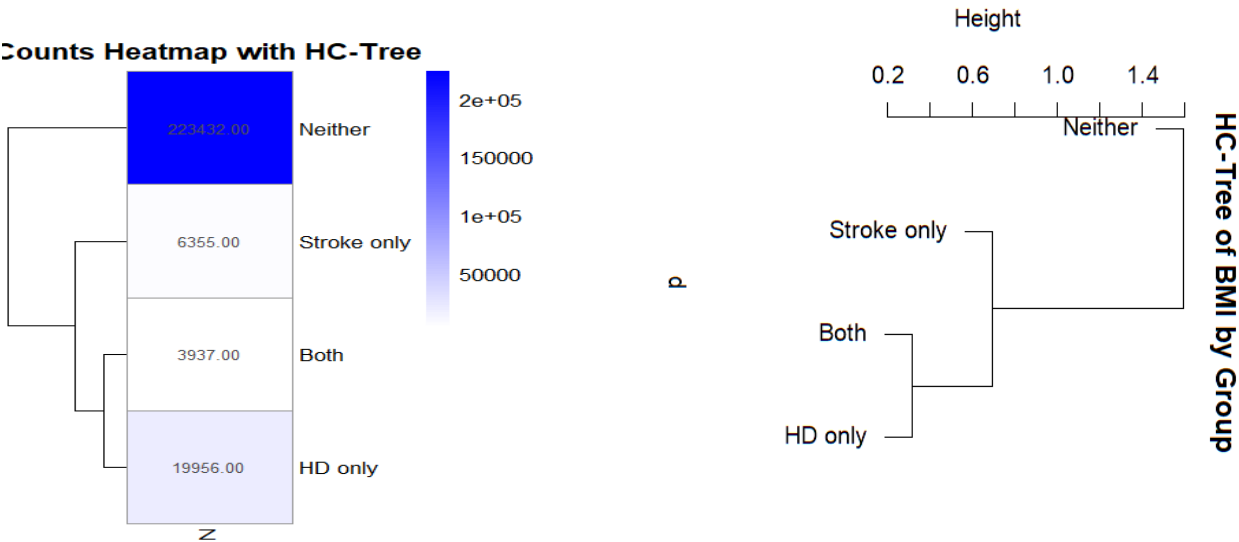 Counts Heatmap with HC-Tree
223432.00
Neither
6355.00
Stroke only
3937.00
Both
19956.00
HD only
N
2e+05
150000
1e+05
50000
Height
0.2 0.6 1.0 1.4
Neither
Stroke only
Both
HD only
d
HC-Tree of BMI by Group